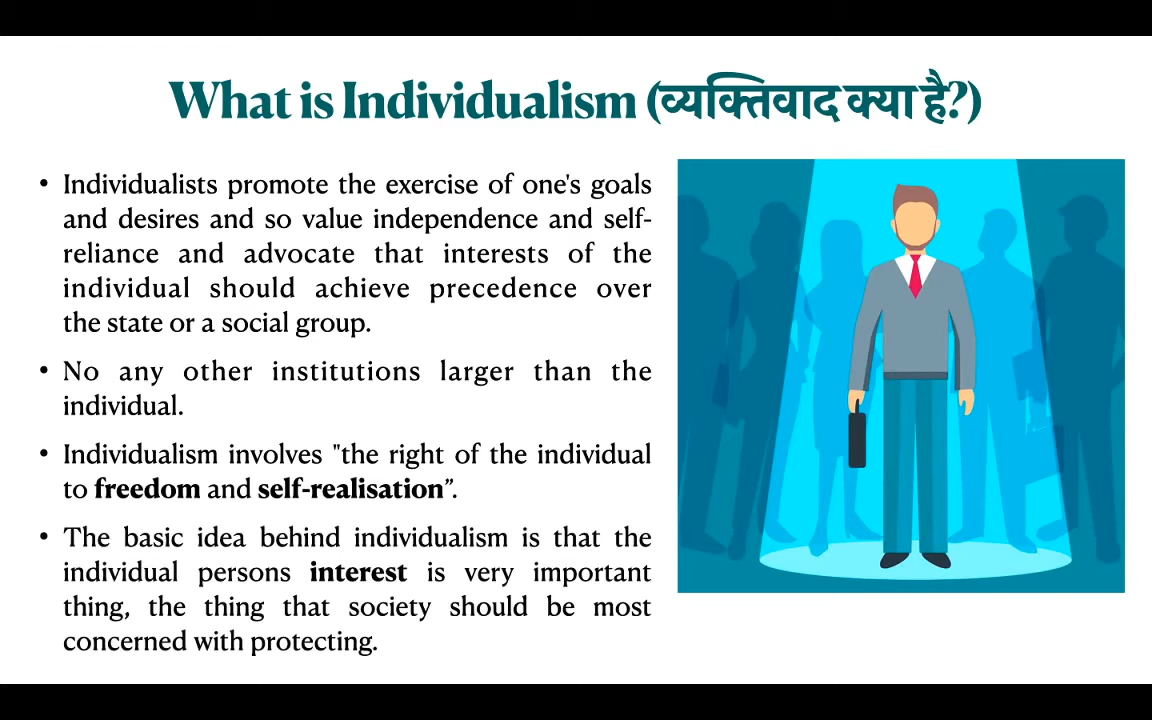 What is Individualism (व्यक्तिवाद क्या है?)
• Individualists promote the exercise of one's goals
and desires and so value independence and self-
reliance and advocate that interests of the
individual should achieve precedence over
the state or a social group.
• No any other institutions larger than the
individual.
• Individualism involves "the right of the individual
to freedom and self-realisation”.
• The basic idea behind individualism is that the
individual persons interest is very important
thing, the thing that society should be most
concerned with protecting.